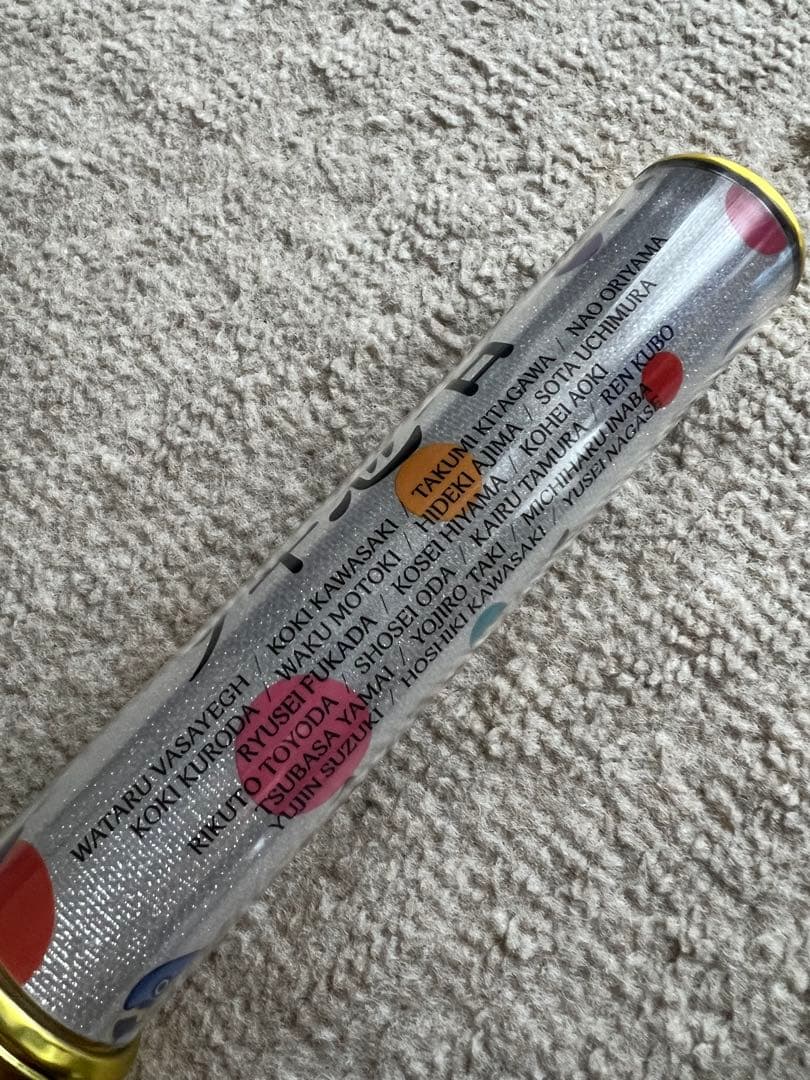 WATARU VASAYEGH / KOKI KAWASAKI / TAKUMI KITAGAWA / NAO ORIYAMA
KOKI KURODA / WAKU MOTOKI / HIDEKI AJIMA / SOTA UCHIMURA
RYUSEI FUKADA / KOSEI HIYAMA / KOHEI AOKI
RIKUTO TOYODA / SHOSEI ODA / KAIRU TAMURA / REN KUBO
TSUBASA YAMAI / YOJIRO TAKI / MICHIHARU INABA
YUJIN SUZUKI / HOSHIKI KAWASAKI / YUSEI NAGASE